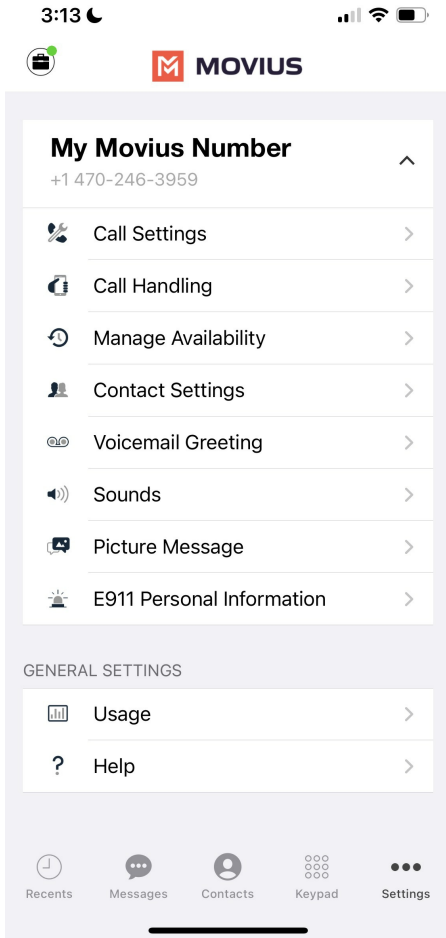 3:13
MOVIUS
My Movius Number
+1 470-246-3959
Call Settings
Call Handling
Manage Availability
Contact Settings
Voicemail Greeting
Sounds
Picture Message
E911 Personal Information
GENERAL SETTINGS
Usage
? Help
Recents Messages Contacts Keypad Settings